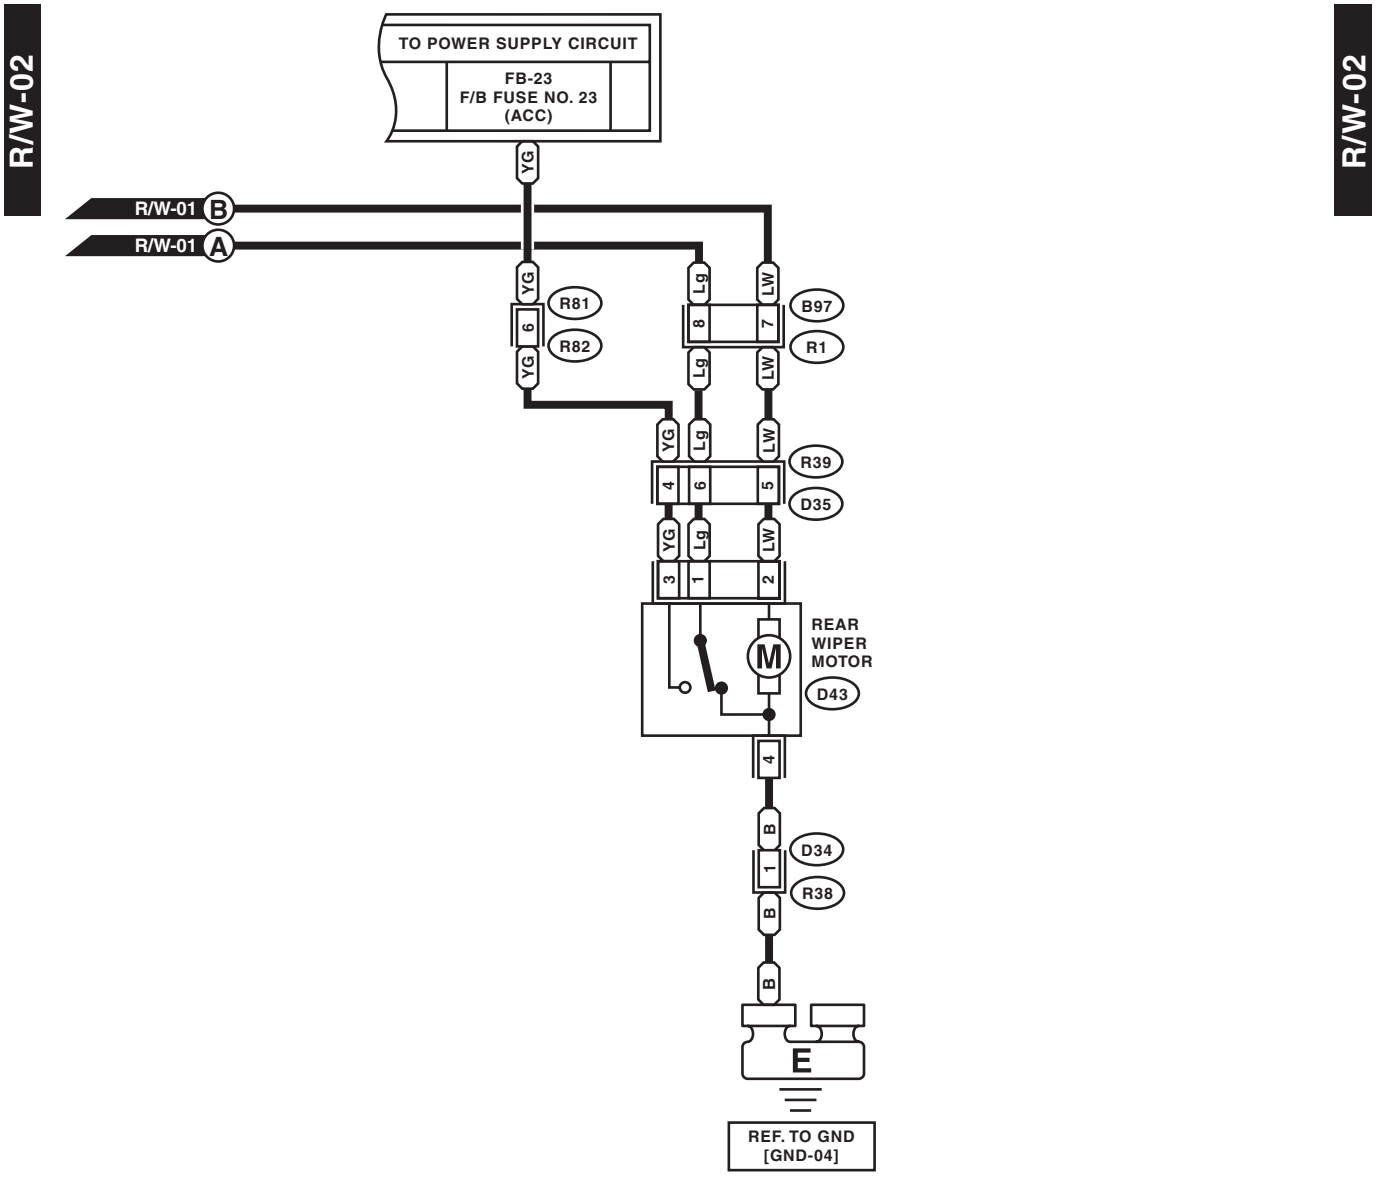 R/W-02
R/W-02
TO POWER SUPPLY CIRCUIT
FB-23
F/B FUSE NO. 23
(ACC)
YG
R/W-01 B
R/W-01 A
YG
Lg
LW
R81
B97
6
8
7
R82
R1
YG
Lg
LW
YG
Lg
LW
R39
4
6
5
D35
YG
Lg
LW
3
1
2
REAR
WIPER
MOTOR
M
D43
4
B
D34
1
R38
B
B
E
REF. TO GND
[GND-04]